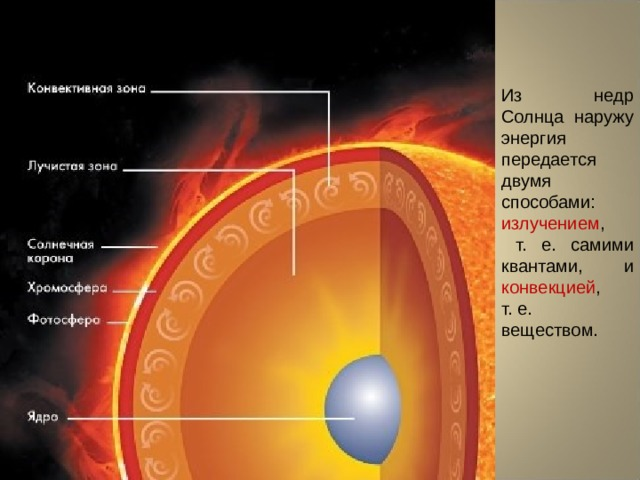 Конвективная зона
Лучистая зона
Солнечная
корона
Хромосфера
Фотосфера
Ядро
Из недр
Солнца наружу
энергия
передается
двумя
способами:
излучением,
т. е. самими
квантами, и
конвекцией,
т. е.
веществом.